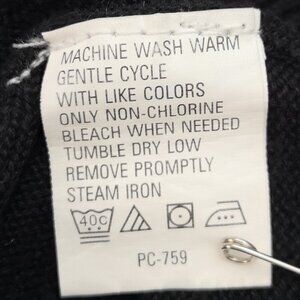 MACHINE WASH WARM
GENTLE CYCLE
WITH LIKE COLORS
ONLY NON-CHLORINE
BLEACH WHEN NEEDED
TUMBLE DRY LOW
REMOVE PROMPTLY
STEAM IRON
40c
PC-759